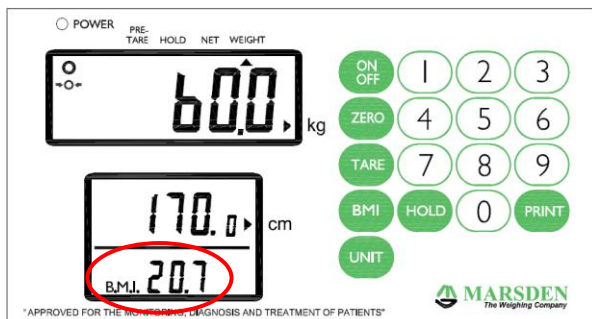 POWER
PRE-
TARE HOLD NET WEIGHT
60.0 kg
170.0 cm
B.M.I. 20.7
ON
OFF 1 2 3
ZERO 4 5 6
TARE 7 8 9
BMI HOLD 0 PRINT
UNIT
MARSDEN
The Weighing Company
"APPROVED FOR THE MONITORING, DIAGNOSIS AND TREATMENT OF PATIENTS"